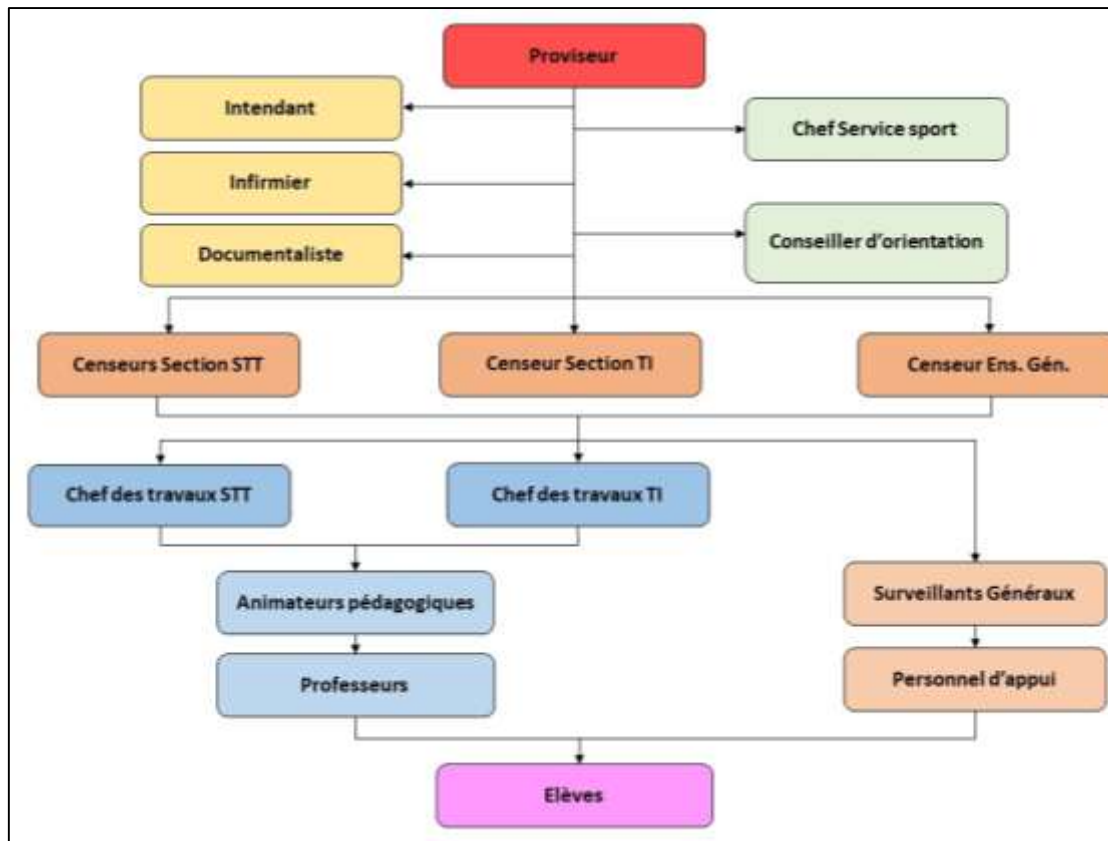 Proviseur
Intendant
Chef Service sport
Infirmier
Conseiller d'orientation
Documentaliste
Censeurs Section STT
Censeur Section TI
Censeur Ens. Gén.
Chef des travaux STT
Chef des travaux TI
Animateurs pédagogiques
Surveillants Généraux
Professeurs
Personnel d'appui
Elèves